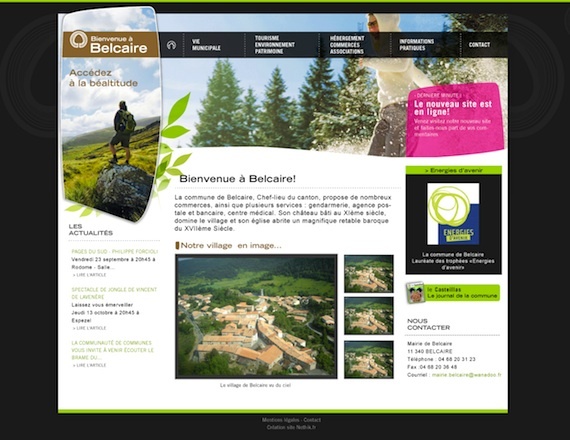 Bienvenue à
Belcaire
Accédez
à la béaltitude
VIE
MUNICIPALE
TOURISME
ENVIRONNEMENT
PATRIMOINE
HÉBERGEMENT
COMMERCES
ASSOCIATIONS
INFORMATIONS
PRATIQUES
CONTACT
DERNIÈRE MINUTE
Le nouveau site est
en ligne!
Venez visitez notre nouveau site
et faites-nous part de vos com-
mentaires
Bienvenue à Belcaire!
La commune de Belcaire, Chef-lieu du canton, propose de nombreux
commerces, ainsi que plusieurs services : gendarmerie, agence pos-
tale et bancaire, centre médical. Son château bâti au XIème siècle,
domine le village et son église abrite un magnifique retable baroque
du XVIIème Siècle.
Notre village en image...
Le village de Belcaire vu du ciel
LES
ACTUALITÉS
PAGES DU SUD - PHILIPPE FORCIOLI
Vendredi 23 septembre à 20h45 à
Rodome - Salle...
> LIRE L'ARTICLE
SPECTACLE DE JONGLE DE VINCENT
DE LAVENÈRE
Laissez vous émerveiller
Jeudi 13 octobre à 20h45 à
Espezel
> LIRE L'ARTICLE
LA COMMUNAUTÉ DE COMMUNES
VOUS INVITE À VENIR ÉCOUTER LE
BRAME DU...
> LIRE L'ARTICLE
> Energies d'avenir
ENERGIES
D'AVENIR
La commune de Belcaire
Lauréate des trophées «Energies
d'avenir»
le Castellas
Le journal de la commune
NOUS
CONTACTER
Mairie de Belcaire
11 340 BELCAIRE
Téléphone : 04 68 20 31 23
Fax : 04 68 20 36 48
Courriel : mairie.belcaire@wanadoo.fr
Mentions légales - Contact
Création site